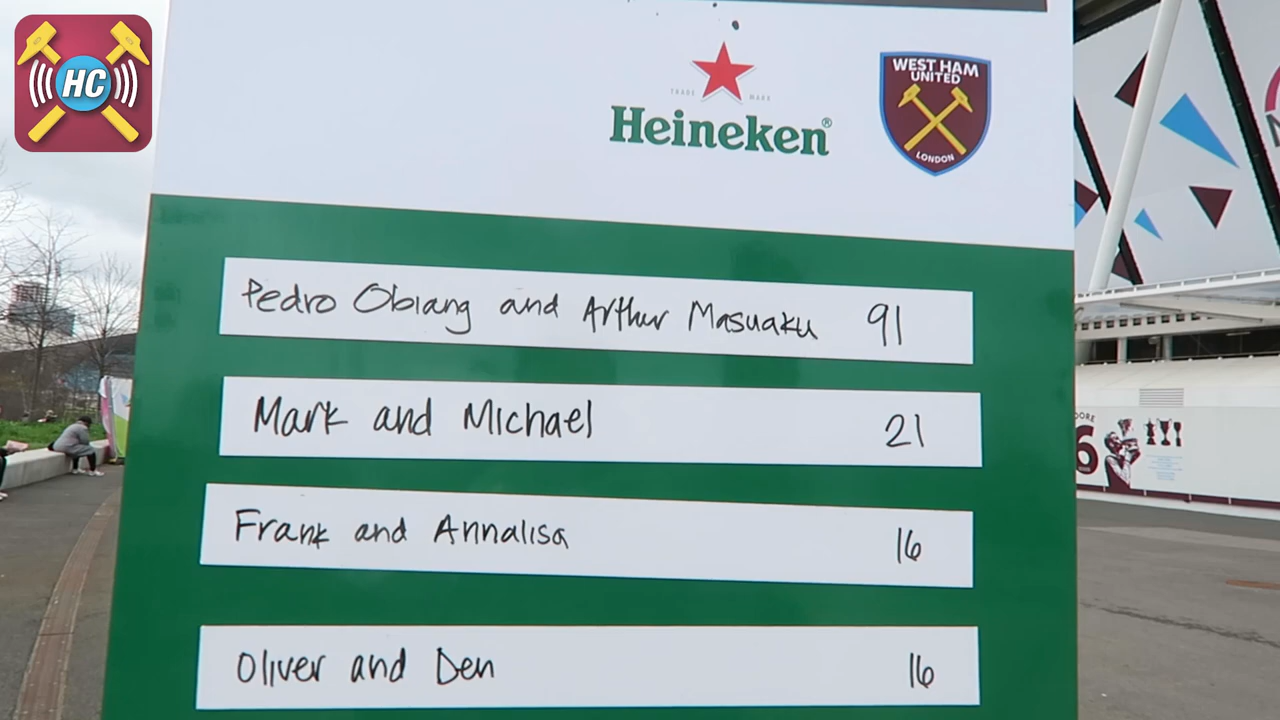 HC
TRADE MARK
Heineken®
WEST HAM
UNITED
LONDON
Pedro Obiang and Arthur Masuaku 91
Mark and Michael 21
Frank and Annalisa 16
Oliver and Den 16